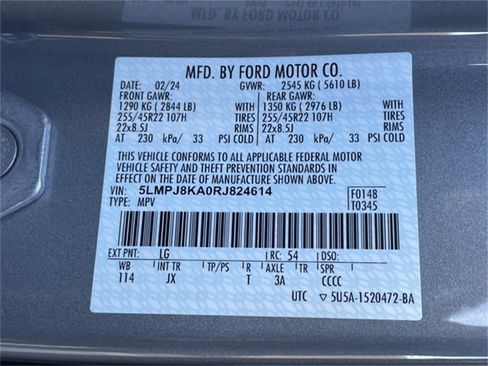 MFD. BY FORD MOTOR CO.
DATE: 02/24 GVWR: 2545 KG ( 5610 LB)
FRONT GAWR: REAR GAWR:
1290 KG ( 2844 LB) WITH 1350 KG ( 2976 LB) WITH
255/45R22 107H TIRES 255/45R22 107H TIRES
22x8.5J RIMS 22x8.5J RIMS
AT 230 kPa/ 33 PSI COLD AT 230 kPa/ 33 PSI COLD
THIS VEHICLE CONFORMS TO ALL APPLICABLE FEDERAL MOTOR
VEHICLE SAFETY AND THEFT PREVENTION STANDARDS IN
EFFECT ON THE DATE OF MANUFACTURE SHOWN ABOVE.
VIN: 5LMPJ8KA0RJ824614 F0148
TYPE: MPV T0345
EXT PNT: LG RC: 54 DSO:
WB INT TR TP/PS R AXLE TR SPR
114 JX T 3A CCCC
UTC ▽ 5U5A-1520472-BA